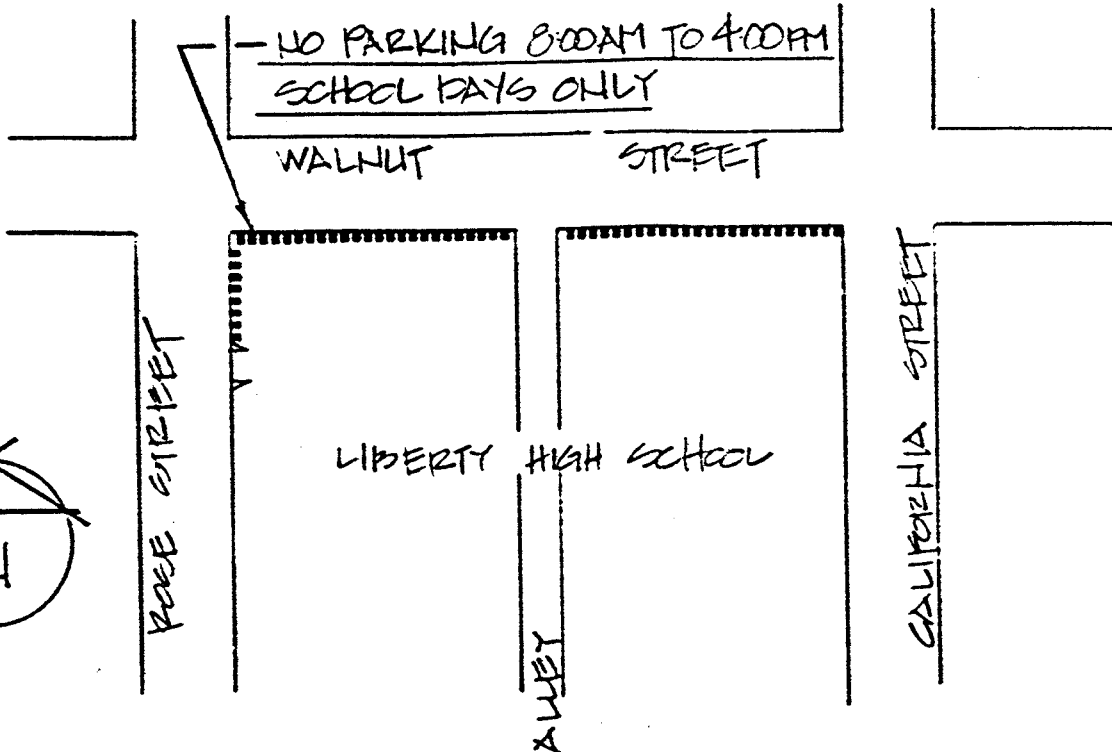 NO PARKING 8:00AM TO 4:00PM
SCHOOL DAYS ONLY
WALNUT STREET
ROSE STREET
LIBERTY HIGH SCHOOL
CALIFORNIA STREET
ALLEY